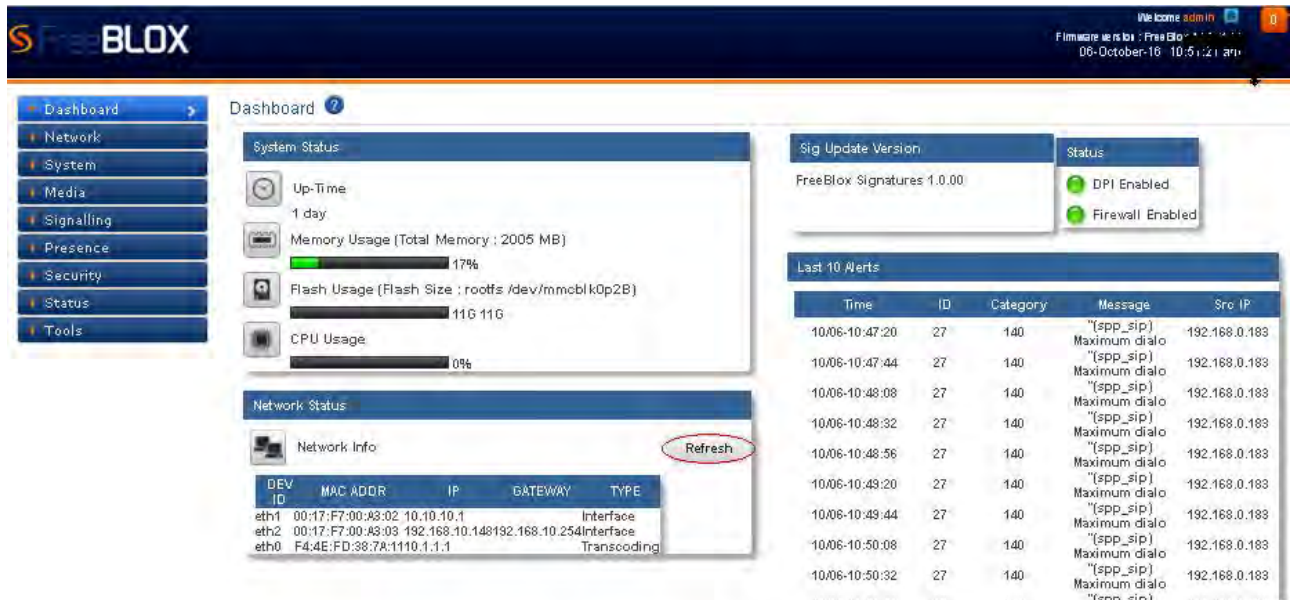 FreeBLOX
Welcome admin
0
Firmware version : FreeBlo
06-October-16 10:51:21 am
Dashboard
Network
System
Media
Signalling
Presence
Security
Status
Tools
Dashboard ?
System Status
Up-Time
1 day
Memory Usage (Total Memory : 2005 MB)
17%
Flash Usage (Flash Size : rootfs /dev/mmcblk0p2B)
11G 11G
CPU Usage
0%
Network Status
Network Info
Refresh
DEV ID MAC ADDR IP GATEWAY TYPE
eth1 00:17:F7:00:A3:02 10.10.10.1 Interface
eth2 00:17:F7:00:A3:03 192.168.10.148192.168.10.254Interface
eth0 F4:4E:FD:38:7A:1110.1.1.1 Transcoding
Sig Update Version
FreeBlox Signatures 1.0.00
Status
DPI Enabled
Firewall Enabled
Last 10 Alerts
Time ID Category Message Src IP
10/06-10:47:20 27 140 "(spp_sip) Maximum dialo 192.168.0.183
10/06-10:47:44 27 140 "(spp_sip) Maximum dialo 192.168.0.183
10/06-10:48:08 27 140 "(spp_sip) Maximum dialo 192.168.0.183
10/06-10:48:32 27 140 "(spp_sip) Maximum dialo 192.168.0.183
10/06-10:48:56 27 140 "(spp_sip) Maximum dialo 192.168.0.183
10/06-10:49:20 27 140 "(spp_sip) Maximum dialo 192.168.0.183
10/06-10:49:44 27 140 "(spp_sip) Maximum dialo 192.168.0.183
10/06-10:50:08 27 140 "(spp_sip) Maximum dialo 192.168.0.183
10/06-10:50:32 27 140 "(spp_sip) Maximum dialo 192.168.0.183
"(spp_sip)